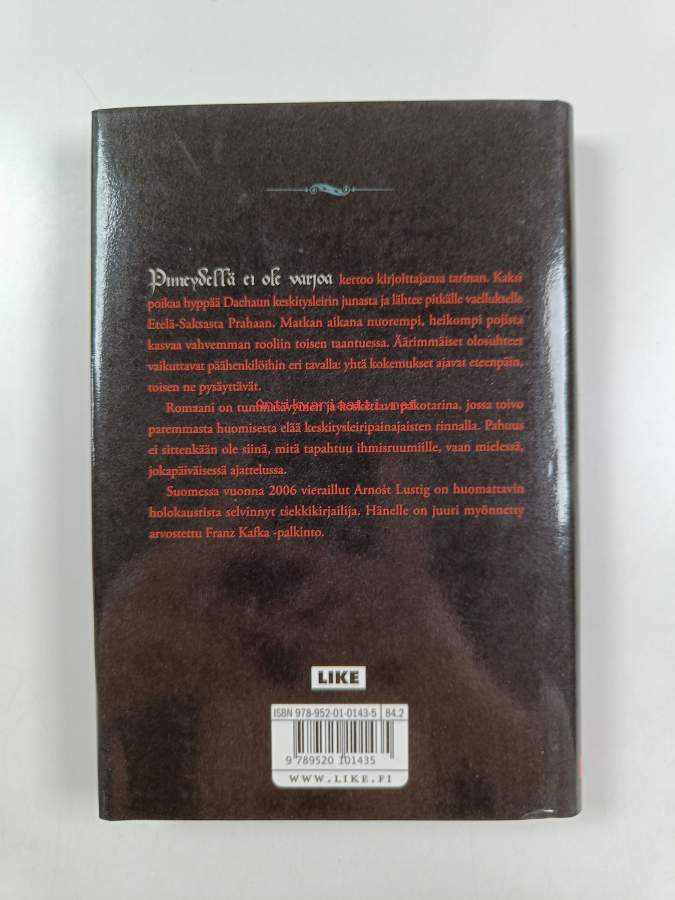 Pimeydellä ei ole varjoa kertoo kirjoittajansa tarinan. Kaksi
poikaa hyppää Dachaun keskitysleirin junasta ja lähtee pitkälle vaellukselle
Etelä-Saksasta Prahaan. Matkan aikana nuorempi, heikompi pojista
kasvaa vahvemman rooliin toisen taantuessa. Äärimmäiset olosuhteet
vaikuttavat päähenkilöihin eri tavalla: yhtä kokemukset ajavat eteenpäin,
toisen ne pysäyttävät.
Antikvariaatti.net
Romaani on tummasävyinen ja koskettava pakotarina, jossa toivo
paremmasta huomisesta elää keskitysleiripainajaisten rinnalla. Pahuus
ei sittenkään ole siinä, mitä tapahtuu ihmisruumiille, vaan mielessä,
jokapäiväisessä ajattelussa.
Suomessa vuonna 2006 vieraillut Arnošt Lustig on huomattavin
holokaustista selvinnyt tšekkikirjailija. Hänelle on juuri myönnetty
arvostettu Franz Kafka -palkinto.
LIKE
ISBN 978-952-01-0143-5 84.2
9 789520 101435
WWW.LIKE.FI